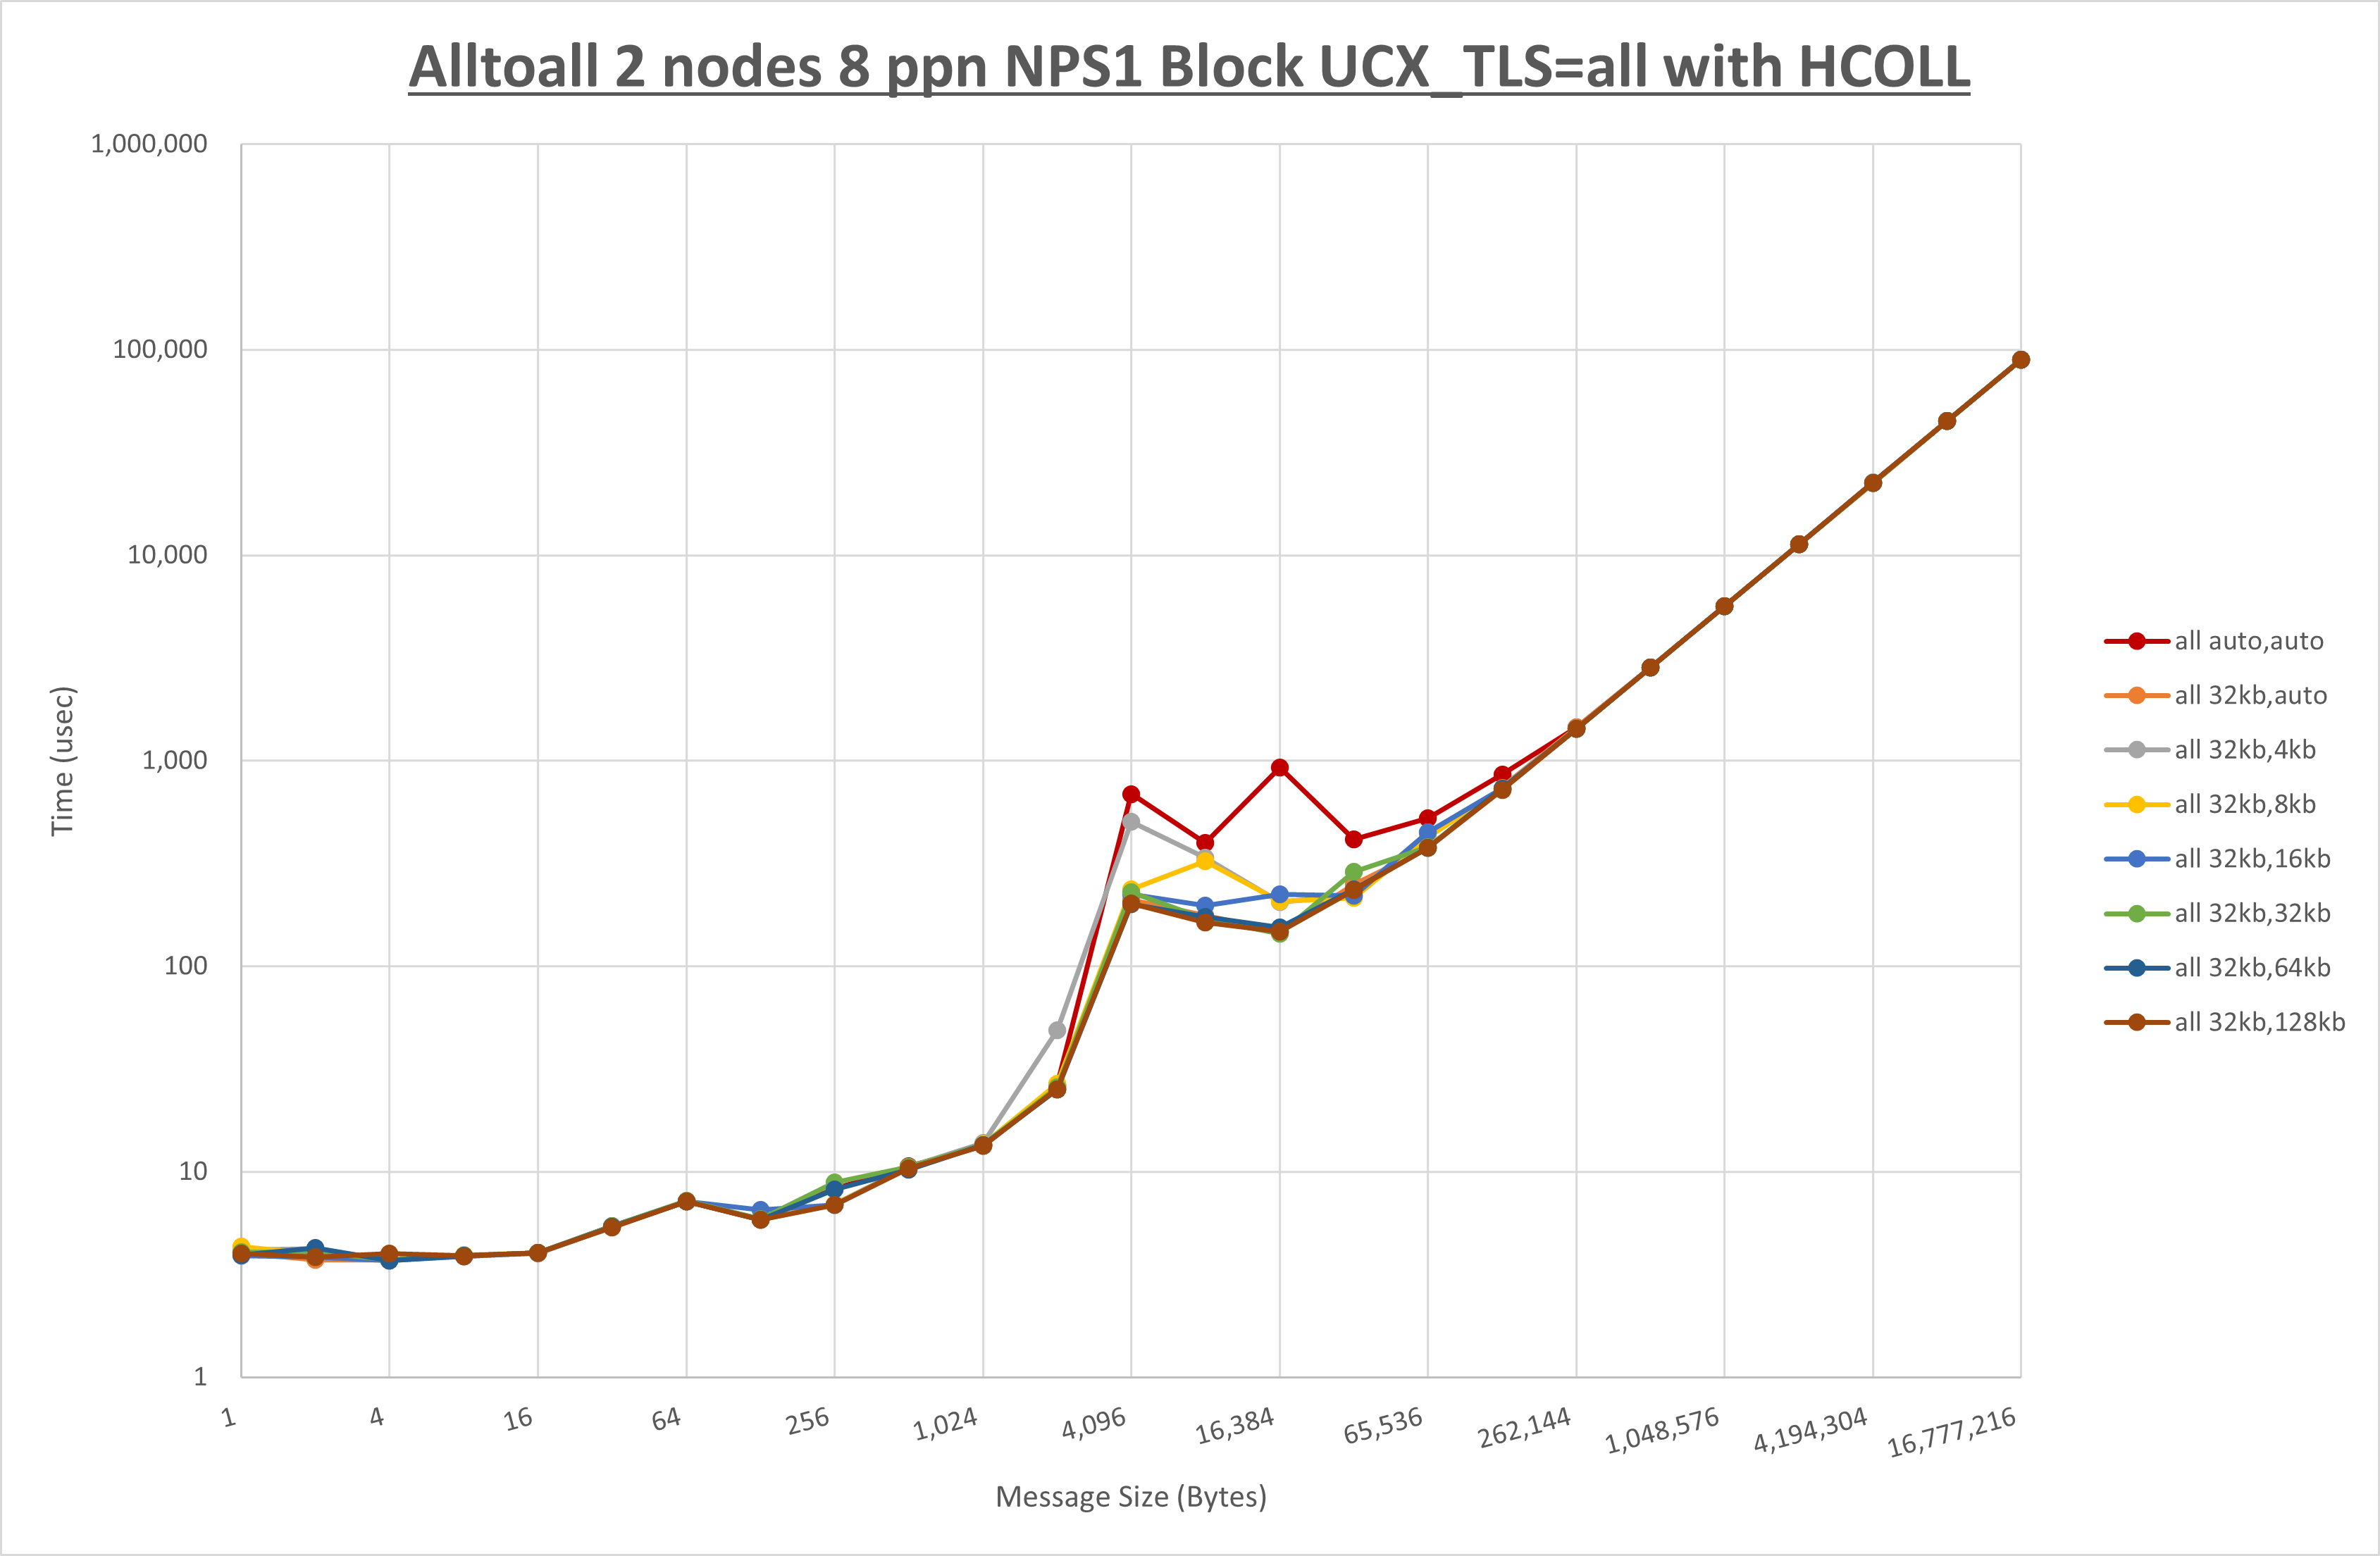 Alltoall 2 nodes 8 ppn NPS1 Block UCX_TLS=all with HCOLL
1,000,000
100,000
10,000
1,000
100
10
1
Time (usec)
1
4
16
64
256
1,024
4,096
16,384
65,536
262,144
1,048,576
4,194,304
16,777,216
Message Size (Bytes)
all auto,auto
all 32kb,auto
all 32kb,4kb
all 32kb,8kb
all 32kb,16kb
all 32kb,32kb
all 32kb,64kb
all 32kb,128kb